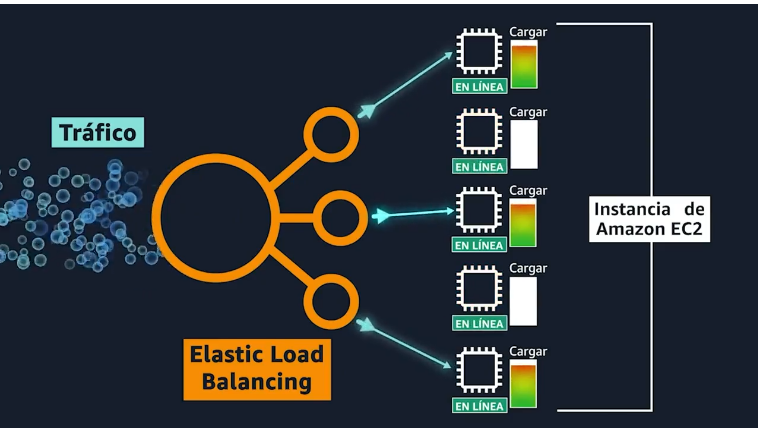 Tráfico
Elastic Load
Balancing
Cargar
EN LÍNEA
Cargar
EN LÍNEA
Cargar
EN LÍNEA
Cargar
EN LÍNEA
Cargar
EN LÍNEA
Instancia de
Amazon EC2